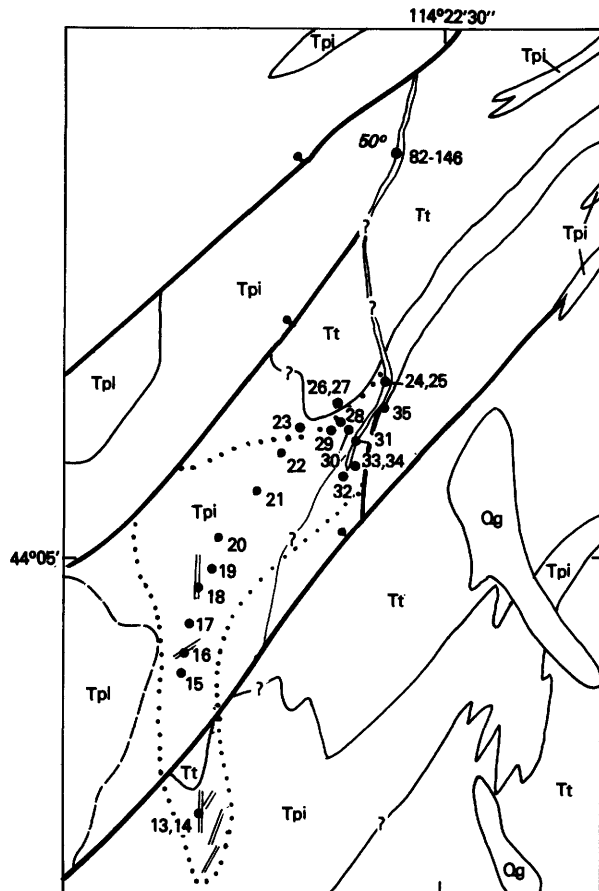 114°22'30"
Tpi
Tpi
50°
82-146
Tt
?
Tpi
Tpi
?
Tt
Tpl
?
26,27
24,25
35
23
28
29
31
30
22
33,34
32
21
Tpi
Qg
20
?
44°05'
19
Tpi
18
Tt
17
16
15
Tpl
?
Tt
Tt
13,14
Tpi
?
Qg